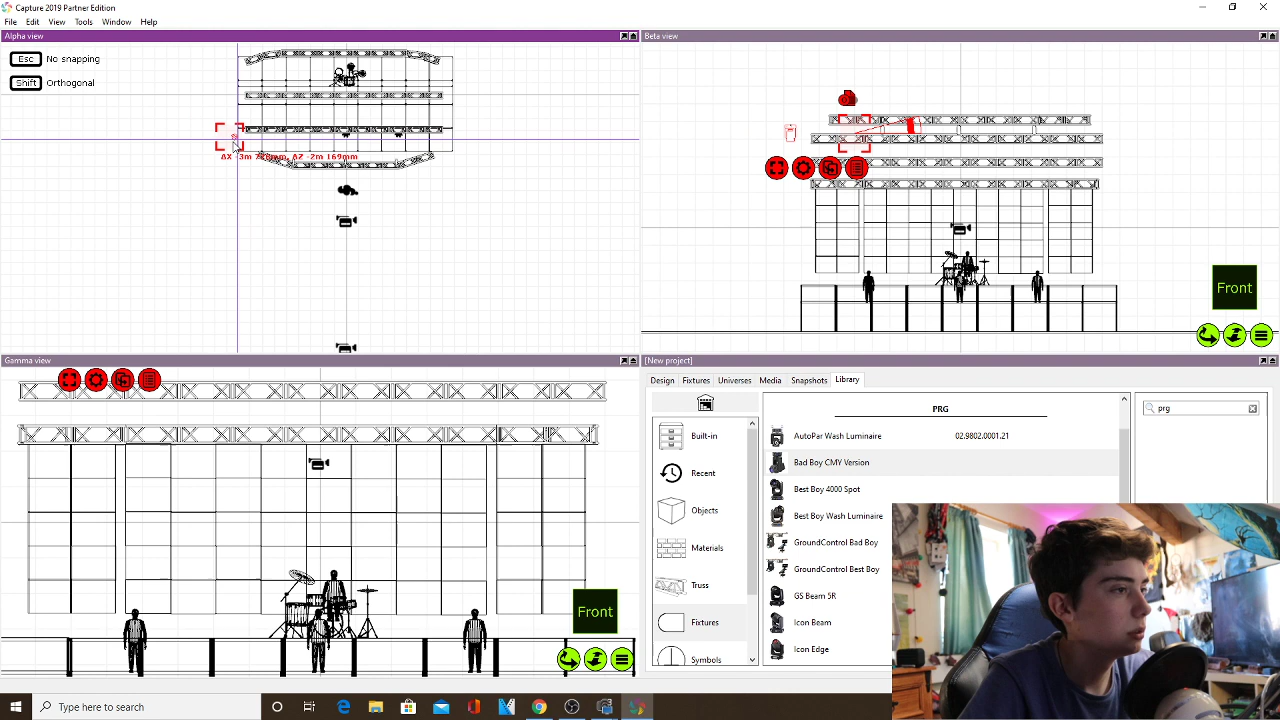 Capture 2019 Partner Edition
File Edit View Tools Window Help
Alpha view
Esc No snapping
Shift Orthogonal
Beta view
Front
Gamma view
Front
[New project]
Design Fixtures Universes Media Snapshots Library
Built-in
Recent
Objects
Materials
Truss
Fixtures
Symbols
PRG
AutoPar Wash Luminaire 02.9802.0001.21
Bad Boy CMY Version
Best Boy 4000 Spot
Best Boy Wash Luminaire
GroundControl Bad Boy
GroundControl Best Boy
GS Beam 5R
Icon Beam
Icon Edge
prg
Type here to search